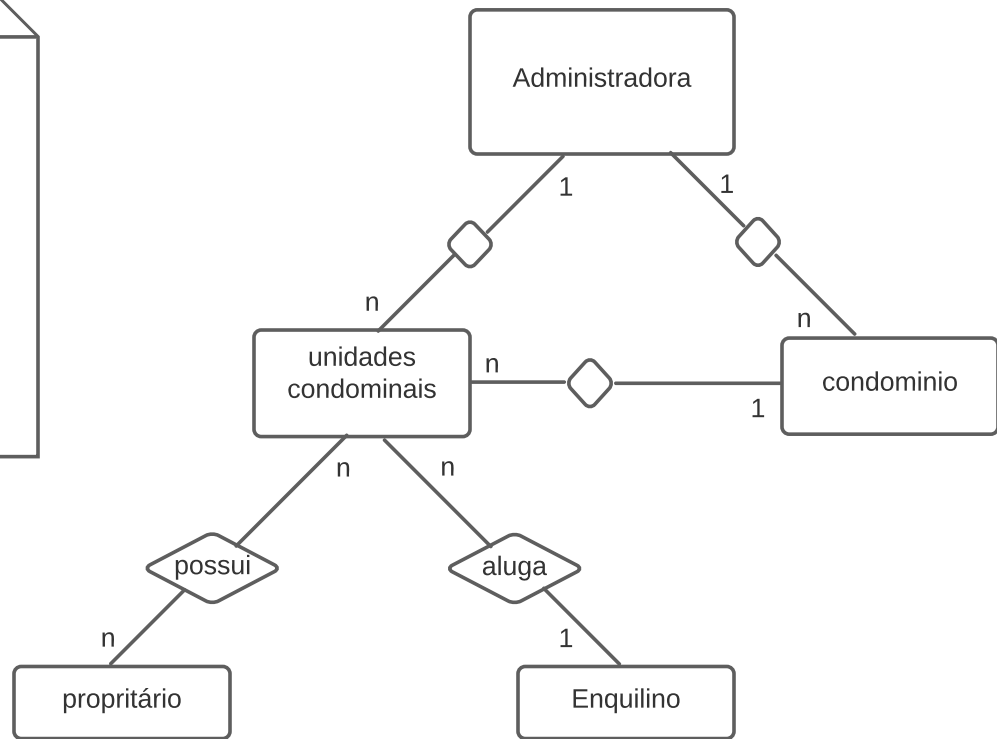 Administradora
1
1
n
n
unidades
condominais
n
condominio
1
n
n
possui
aluga
n
1
propritário
Enquilino